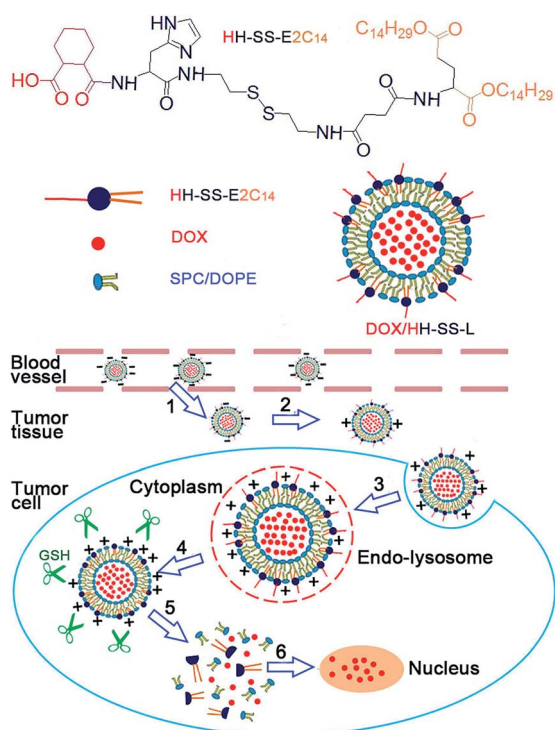 HH-SS-E2C14
C14H29O
O
HN
N
HO
O
O
NH
O
NH
S
S
NH
O
O
NH
O
OC14H29
O
HH-SS-E2C14
DOX
SPC/DOPE
DOX/HH-SS-L
Blood
vessel
1
2
Tumor
tissue
Tumor
cell
Cytoplasm
3
Endo-lysosome
GSH
4
5
6
Nucleus